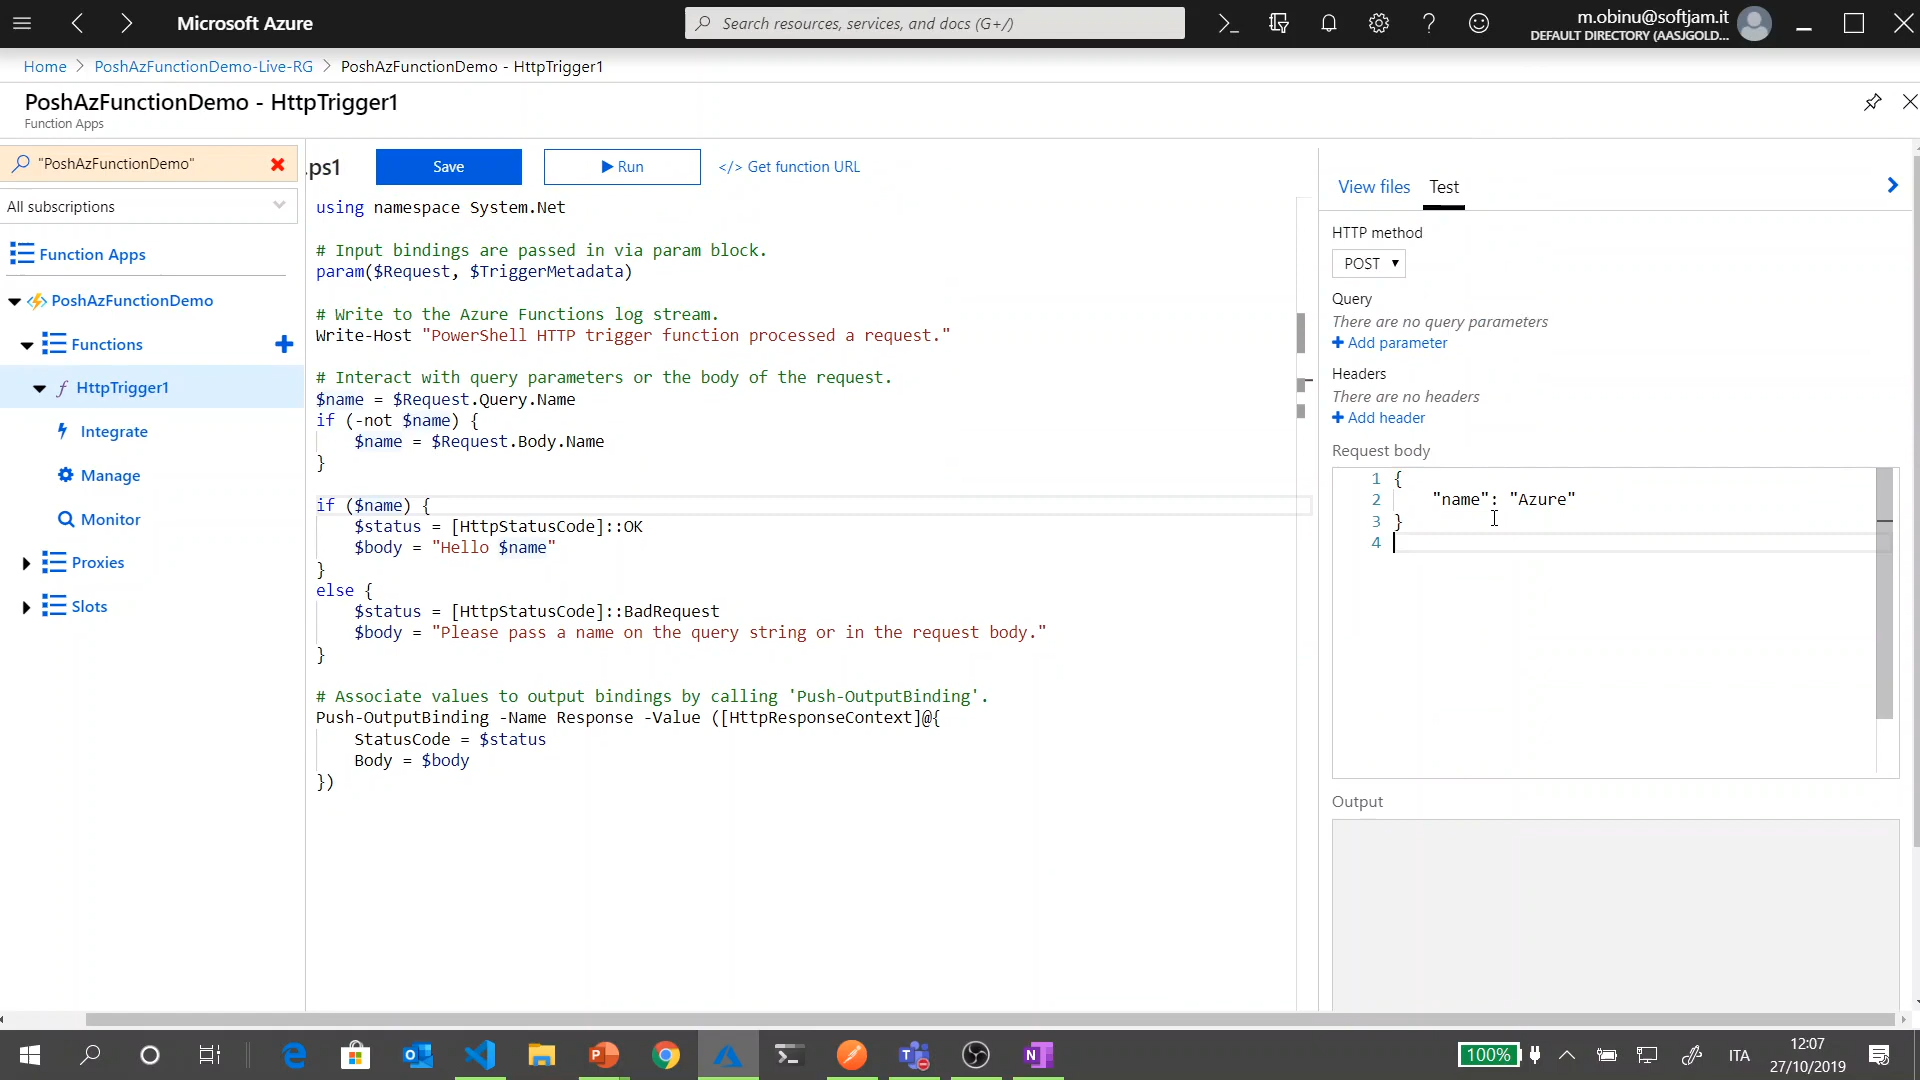 Microsoft Azure
Search resources, services, and docs (G+/)
m.obinu@softjam.it
DEFAULT DIRECTORY (AASJGOLD...
Home > PoshAzFunctionDemo-Live-RG > PoshAzFunctionDemo - HttpTrigger1
PoshAzFunctionDemo - HttpTrigger1
Function Apps
"PoshAzFunctionDemo"
All subscriptions
Function Apps
PoshAzFunctionDemo
Functions
HttpTrigger1
Integrate
Manage
Monitor
Proxies
Slots
.ps1
Save
Run
</> Get function URL
using namespace System.Net
# Input bindings are passed in via param block.
param($Request, $TriggerMetadata)
# Write to the Azure Functions log stream.
Write-Host "PowerShell HTTP trigger function processed a request."
# Interact with query parameters or the body of the request.
$name = $Request.Query.Name
if (-not $name) {
$name = $Request.Body.Name
}
if ($name) {
$status = [HttpStatusCode]::OK
$body = "Hello $name"
}
else {
$status = [HttpStatusCode]::BadRequest
$body = "Please pass a name on the query string or in the request body."
}
# Associate values to output bindings by calling 'Push-OutputBinding'.
Push-OutputBinding -Name Response -Value ([HttpResponseContext]@{
StatusCode = $status
Body = $body
})
View files
Test
HTTP method
POST
Query
There are no query parameters
+ Add parameter
Headers
There are no headers
+ Add header
Request body
1 {
2 "name": "Azure"
3 }
4
Output
100%
ITA
12:07
27/10/2019